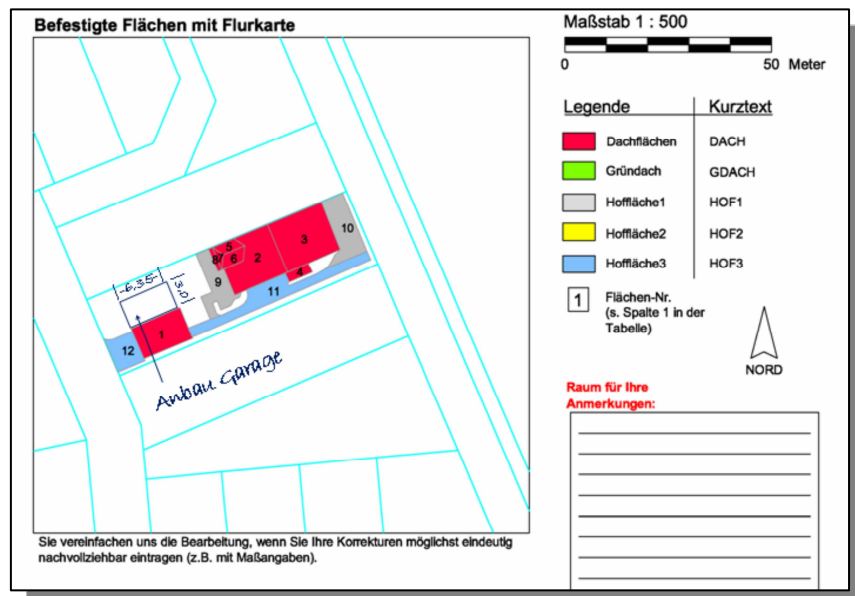 Befestigte Flächen mit Flurkarte
Maßstab 1 : 500
0 50 Meter
Legende Kurztext
Dachflächen DACH
Gründach GDACH
Hoffläche1 HOF1
Hoffläche2 HOF2
Hoffläche3 HOF3
1 Flächen-Nr.
(s. Spalte 1 in der
Tabelle)
NORD
Raum für Ihre
Anmerkungen:
5
8 7 6 2 3 10
9 4
11
6,35
3,0
1
12
Anbau Garage
Sie vereinfachen uns die Bearbeitung, wenn Sie Ihre Korrekturen möglichst eindeutig
nachvollziehbar eintragen (z.B. mit Maßangaben).